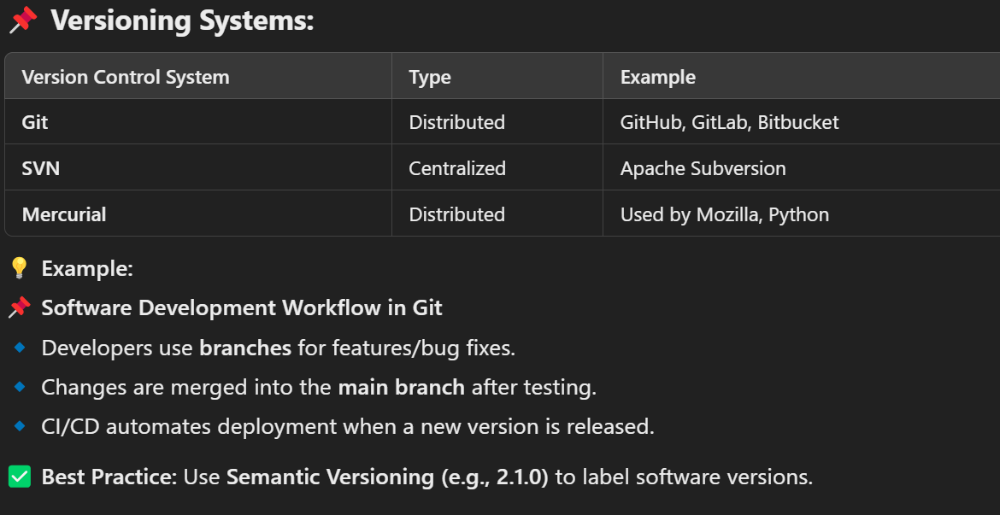 📌 Versioning Systems:
Version Control System Type Example
Git Distributed GitHub, GitLab, Bitbucket
SVN Centralized Apache Subversion
Mercurial Distributed Used by Mozilla, Python
💡 Example:
📌 Software Development Workflow in Git
🔹 Developers use branches for features/bug fixes.
🔹 Changes are merged into the main branch after testing.
🔹 CI/CD automates deployment when a new version is released.
✅ Best Practice: Use Semantic Versioning (e.g., 2.1.0) to label software versions.